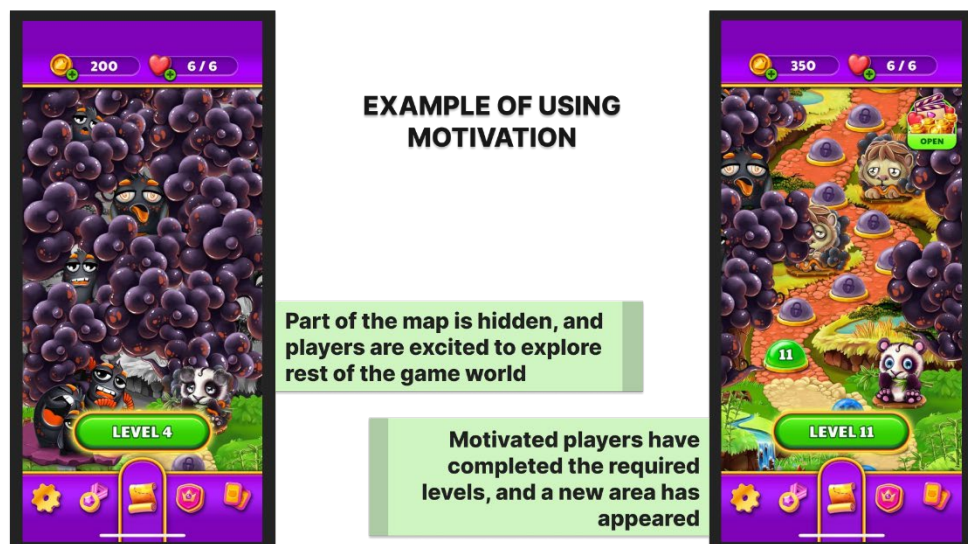 200
6/6
LEVEL 4
EXAMPLE OF USING
MOTIVATION
Part of the map is hidden, and
players are excited to explore
rest of the game world
Motivated players have
completed the required
levels, and a new area has
appeared
350
6/6
OPEN
11
LEVEL 11